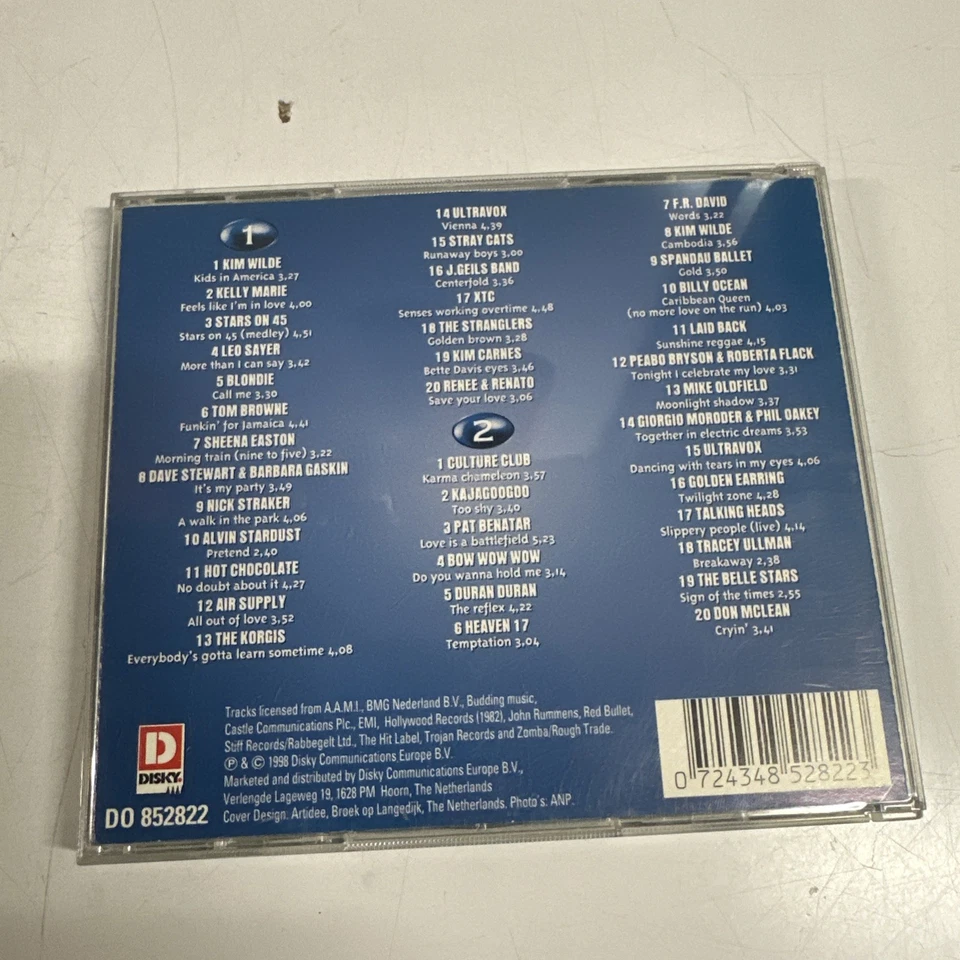 1
1 KIM WILDE
Kids in America 3,27
2 KELLY MARIE
Feels like I'm in love 4,00
3 STARS ON 45
Stars on 45 (medley) 4,51
4 LEO SAYER
More than I can say 3,42
5 BLONDIE
Call me 3,30
6 TOM BROWNE
Funkin' for Jamaica 4,41
7 SHEENA EASTON
Morning train (nine to five) 3,22
8 DAVE STEWART & BARBARA GASKIN
It's my party 3,49
9 NICK STRAKER
A walk in the park 4,06
10 ALVIN STARDUST
Pretend 2,40
11 HOT CHOCOLATE
No doubt about it 4,27
12 AIR SUPPLY
All out of love 3,52
13 THE KORGIS
Everybody's gotta learn sometime 4,08
14 ULTRAVOX
Vienna 4,39
15 STRAY CATS
Runaway boys 3,00
16 J.GEILS BAND
Centerfold 3,36
17 XTC
Senses working overtime 4,48
18 THE STRANGLERS
Golden brown 3,28
19 KIM CARNES
Bette Davis eyes 3,46
20 RENEE & RENATO
Save your love 3,06
2
1 CULTURE CLUB
Karma chameleon 3,57
2 KAJAGOOGOO
Too shy 3,40
3 PAT BENATAR
Love is a battlefield 5,23
4 BOW WOW WOW
Do you wanna hold me 3,14
5 DURAN DURAN
The reflex 4,22
6 HEAVEN 17
Temptation 3,04
7 F.R. DAVID
Words 3,22
8 KIM WILDE
Cambodia 3,56
9 SPANDAU BALLET
Gold 3,50
10 BILLY OCEAN
Caribbean Queen
(no more love on the run) 4,03
11 LAID BACK
Sunshine reggae 4,15
12 PEABO BRYSON & ROBERTA FLACK
Tonight I celebrate my love 3,31
13 MIKE OLDFIELD
Moonlight shadow 3,37
14 GIORGIO MORODER & PHIL OAKEY
Together in electric dreams 3,53
15 ULTRAVOX
Dancing with tears in my eyes 4,06
16 GOLDEN EARRING
Twilight zone 4,28
17 TALKING HEADS
Slippery people (live) 4,14
18 TRACEY ULLMAN
Breakaway 2,38
19 THE BELLE STARS
Sign of the times 2,55
20 DON MCLEAN
Cryin' 3,41
D
DISKY
DO 852822
Tracks licensed from A.A.M.I., BMG Nederland B.V., Budding music,
Castle Communications Plc., EMI, Hollywood Records (1982), John Rummens, Red Bullet,
Stiff Records/Rabbegelt Ltd., The Hit Label, Trojan Records and Zomba/Rough Trade.
℗ & © 1998 Disky Communications Europe B.V.
Marketed and distributed by Disky Communications Europe B.V.,
Verlengde Lageweg 19, 1628 PM Hoorn, The Netherlands
Cover Design: Artidee, Broek op Langedijk, The Netherlands. Photo's: ANP.
0 724348 528223